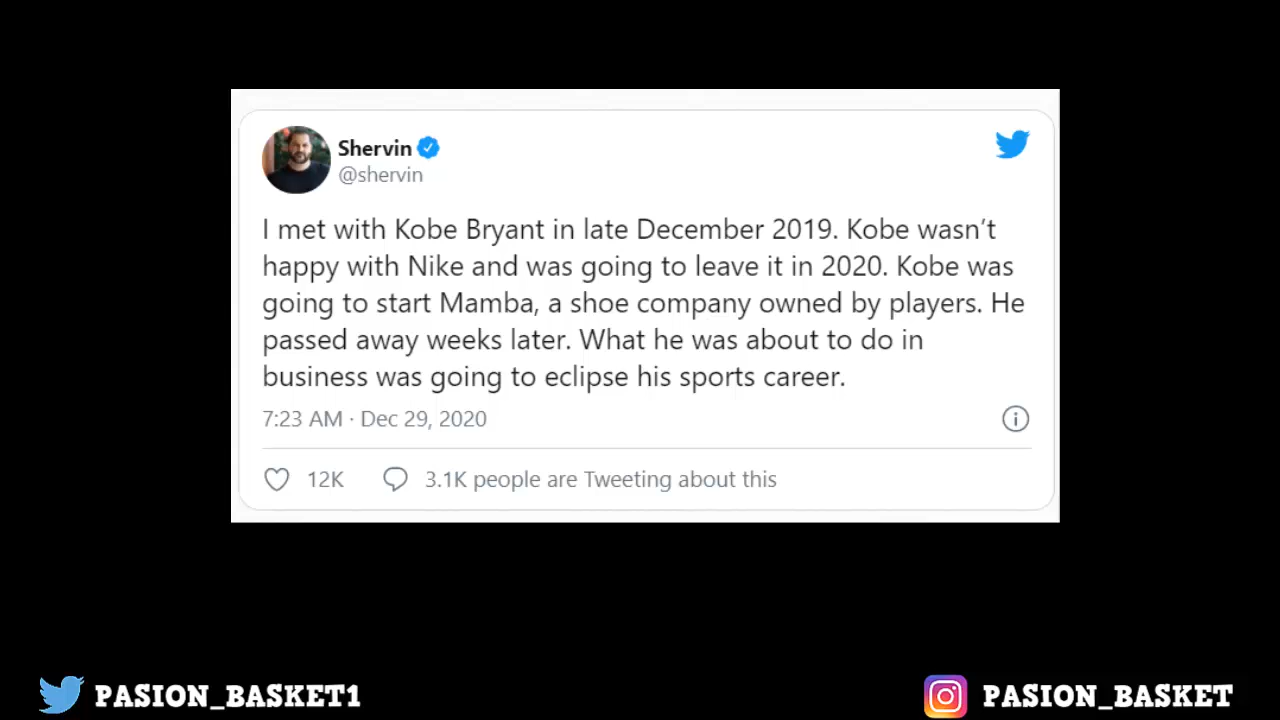 Shervin
@shervin
I met with Kobe Bryant in late December 2019. Kobe wasn’t
happy with Nike and was going to leave it in 2020. Kobe was
going to start Mamba, a shoe company owned by players. He
passed away weeks later. What he was about to do in
business was going to eclipse his sports career.
7:23 AM · Dec 29, 2020
12K 3.1K people are Tweeting about this
PASION_BASKET1 PASION_BASKET